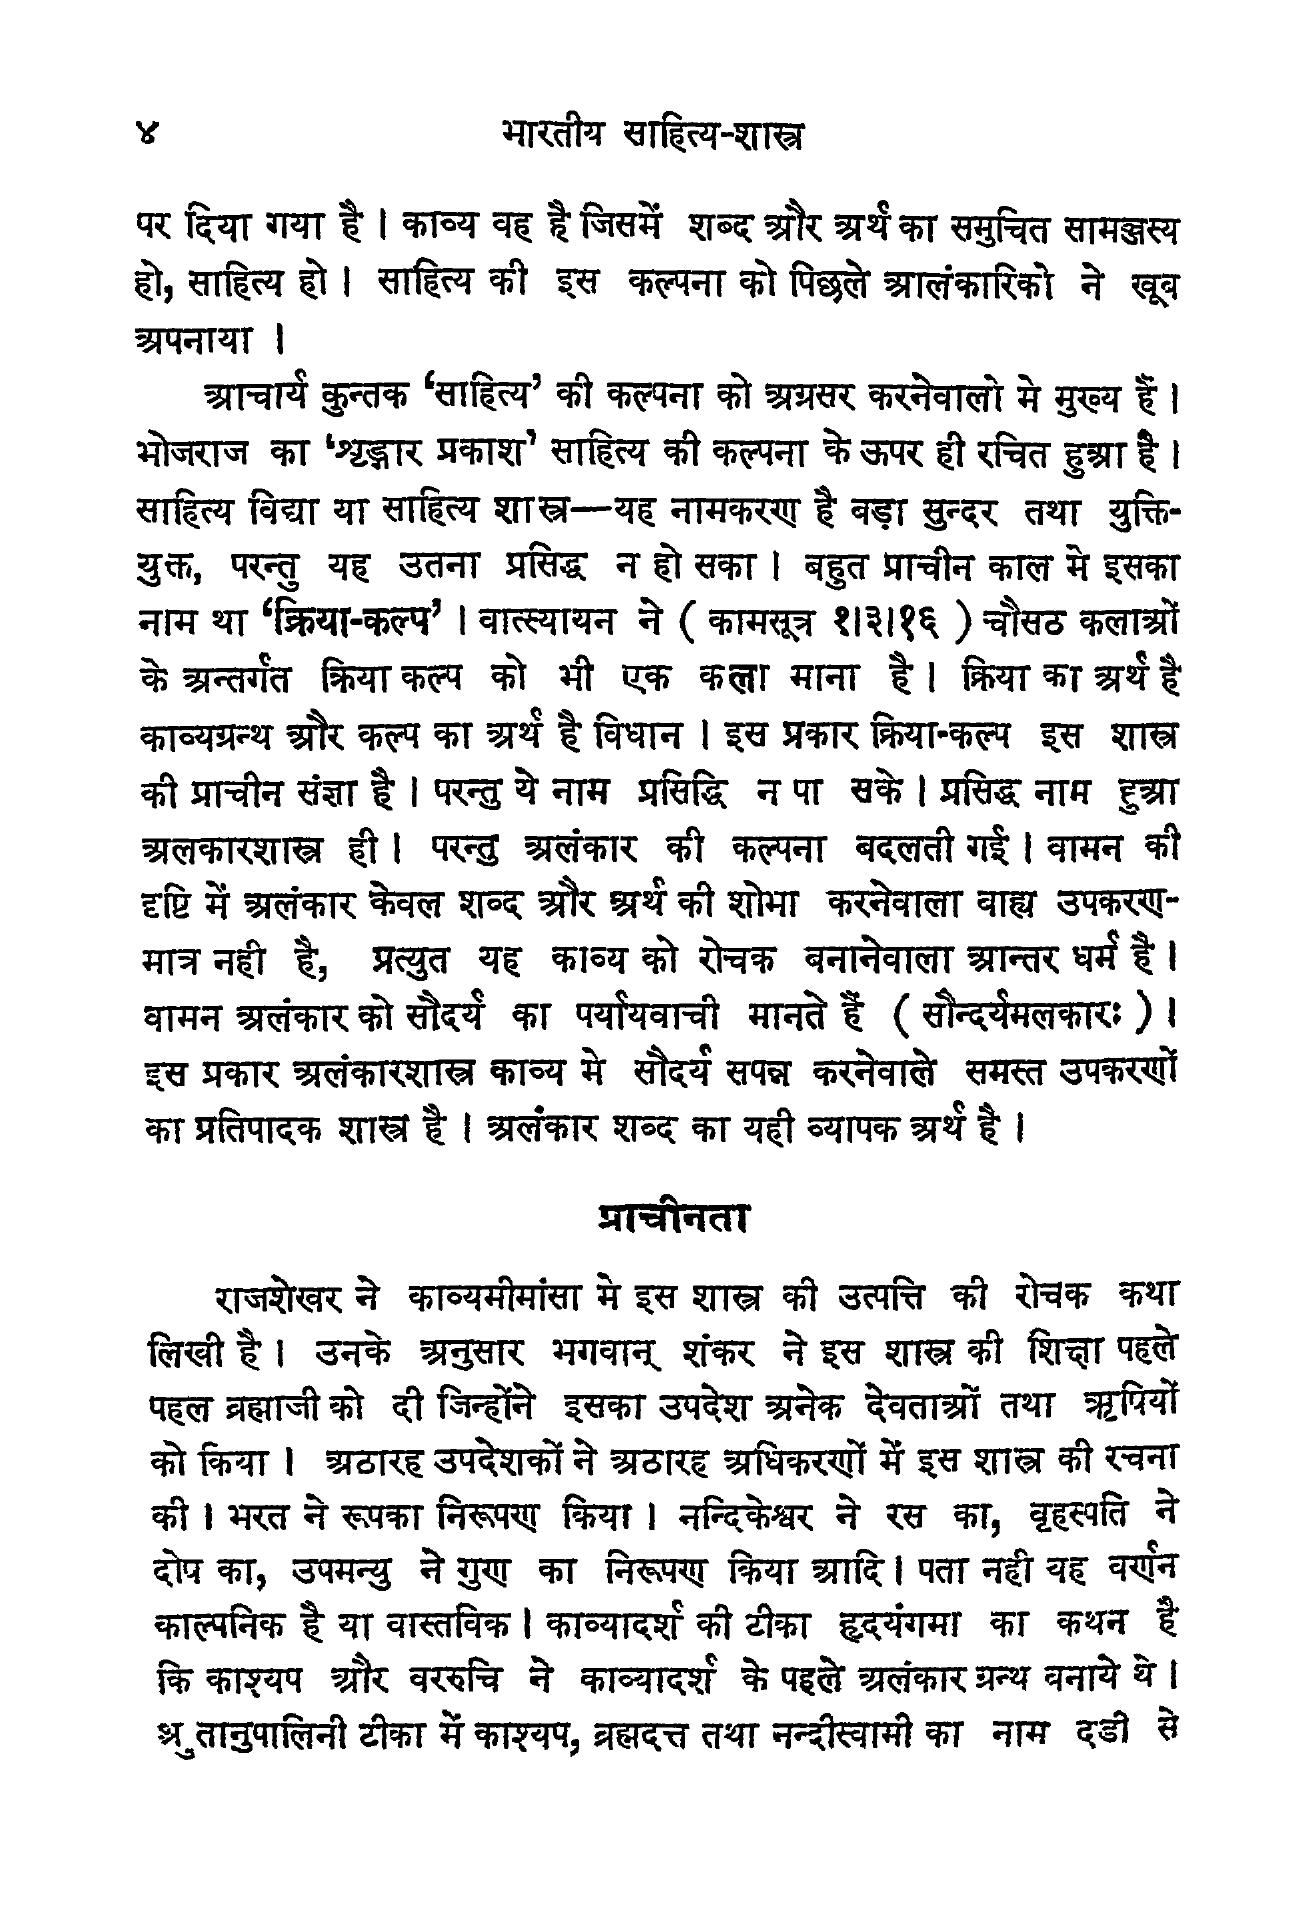 ४ भारतीय साहित्य-शास्त्र
पर दिया गया है । काव्य वह है जिसमें शब्द और अर्थ का समुचित सामञ्जस्य
हो, साहित्य हो । साहित्य की इस कल्पना को पिछले आलंकारिको ने खूब
अपनाया ।
आचार्य कुन्तक ‘साहित्य’ की कल्पना को अग्रसर करनेवालो मे मुख्य हैं ।
भोजराज का ‘शृङ्गार प्रकाश’ साहित्य की कल्पना के ऊपर ही रचित हुआ है ।
साहित्य विद्या या साहित्य शास्त्र—यह नामकरण है बड़ा सुन्दर तथा युक्ति-
युक्त, परन्तु यह उतना प्रसिद्ध न हो सका । बहुत प्राचीन काल मे इसका
नाम था ‘क्रिया-कल्प’ । वात्स्यायन ने ( कामसूत्र १।३।१६ ) चौसठ कलाओं
के अन्तर्गत क्रिया कल्प को भी एक कला माना है । क्रिया का अर्थ है
काव्यग्रन्थ और कल्प का अर्थ है विधान । इस प्रकार क्रिया-कल्प इस शास्त्र
की प्राचीन संज्ञा है । परन्तु ये नाम प्रसिद्धि न पा सके । प्रसिद्ध नाम हुआ
अलकारशास्त्र ही । परन्तु अलंकार की कल्पना बदलती गई । वामन की
दृष्टि में अलंकार केवल शब्द और अर्थ की शोभा करनेवाला वाह्य उपकरण-
मात्र नही है, प्रत्युत यह काव्य को रोचक बनानेवाला आन्तर धर्म है ।
वामन अलंकार को सौदर्य का पर्यायवाची मानते हैं ( सौन्दर्यमलकारः ) ।
इस प्रकार अलंकारशास्त्र काव्य मे सौदर्य सपन्न करनेवाले समस्त उपकरणों
का प्रतिपादक शास्त्र है । अलंकार शब्द का यही व्यापक अर्थ है ।
प्राचीनता
राजशेखर ने काव्यमीमांसा मे इस शास्त्र की उत्पत्ति की रोचक कथा
लिखी है । उनके अनुसार भगवान् शंकर ने इस शास्त्र की शिक्षा पहले
पहल ब्रह्माजी को दी जिन्होंने इसका उपदेश अनेक देवताओं तथा ऋपियों
को किया । अठारह उपदेशकों ने अठारह अधिकरणों में इस शास्त्र की रचना
की । भरत ने रूपका निरूपण किया । नन्दिकेश्वर ने रस का, वृहस्पति ने
दोप का, उपमन्यु ने गुण का निरूपण किया आदि । पता नही यह वर्णन
काल्पनिक है या वास्तविक । काव्यादर्श की टीका हृदयंगमा का कथन है
कि काश्यप और वररुचि ने काव्यादर्श के पहले अलंकार ग्रन्थ वनाये थे ।
श्रुतानुपालिनी टीका में काश्यप, ब्रह्मदत्त तथा नन्दीस्वामी का नाम दडी से